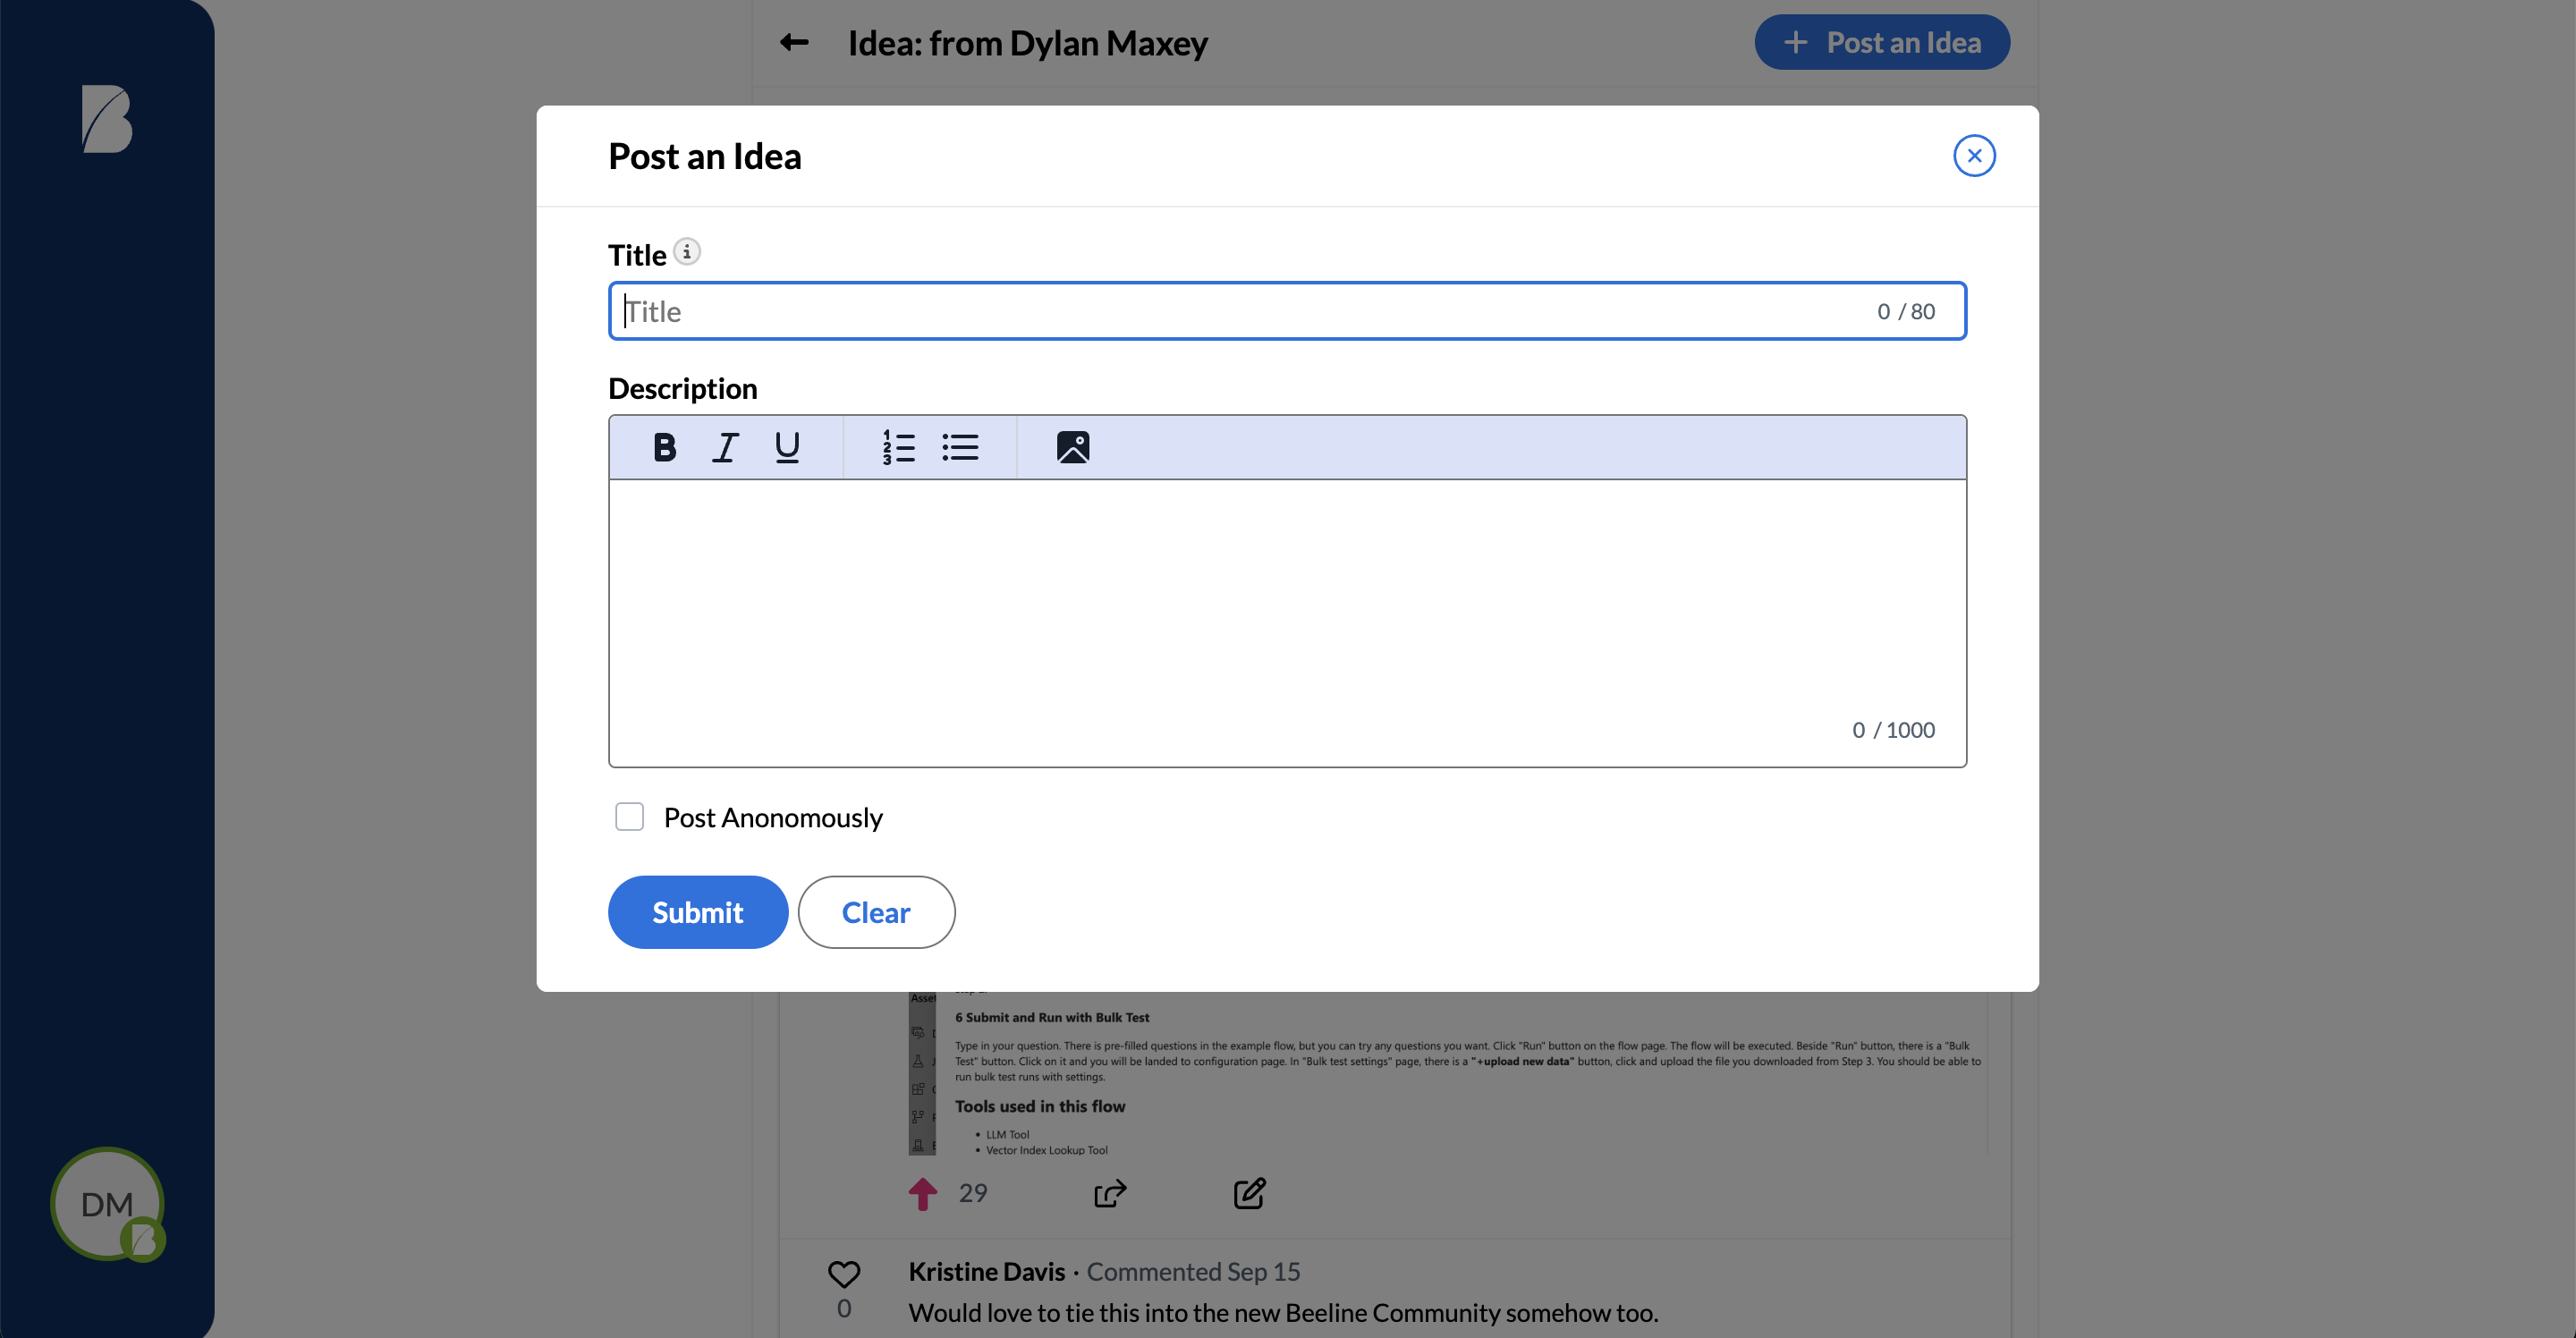 Idea: from Dylan Maxey
+ Post an Idea
Post an Idea
Title
Title
0 / 80
Description
B I U
0 / 1000
Post Anonomously
Submit
Clear
Asset
6 Submit and Run with Bulk Test
Type in your question. There is pre-filled questions in the example flow, but you can try any questions you want. Click "Run" button on the flow page. The flow will be executed. Beside "Run" button, there is a "Bulk
Test" button. Click on it and you will be landed to configuration page. In "Bulk test settings" page, there is a "+upload new data" button, click and upload the file you downloaded from Step 3. You should be able to
run bulk test runs with settings.
Tools used in this flow
• LLM Tool
• Vector Index Lookup Tool
29
DM
Kristine Davis · Commented Sep 15
0
Would love to tie this into the new Beeline Community somehow too.